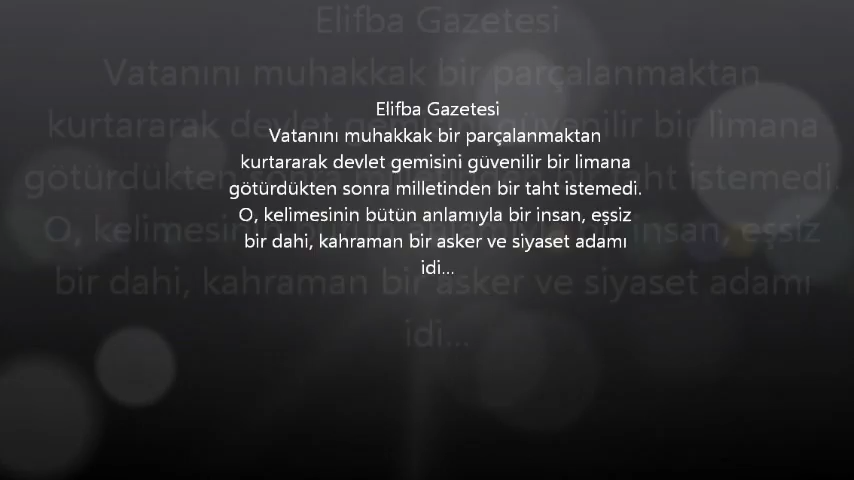 Elifba Gazetesi
Vatanını muhakkak bir parçalanmaktan
kurtararak devlet gemisini güvenilir bir limana
götürdükten sonra milletinden bir taht istemedi.
O, kelimesinin bütün anlamıyla bir insan, eşsiz
bir dahi, kahraman bir asker ve siyaset adamı
idi...